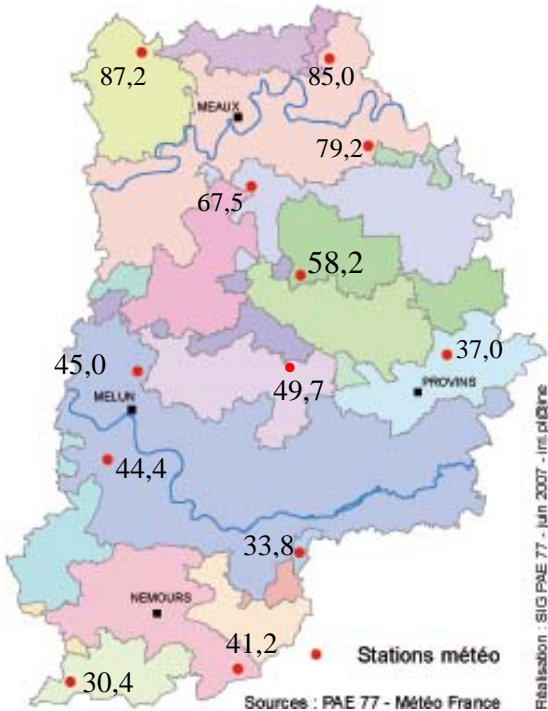 87,2
85,0
MEAUX
79,2
67,5
58,2
37,0
45,0
49,7
PROVINS
MELUN
44,4
33,8
NEMOURS
41,2
30,4
Stations météo
Sources : PAE 77 - Météo France
Réalisation : SIG PAE 77 - juin 2007 -